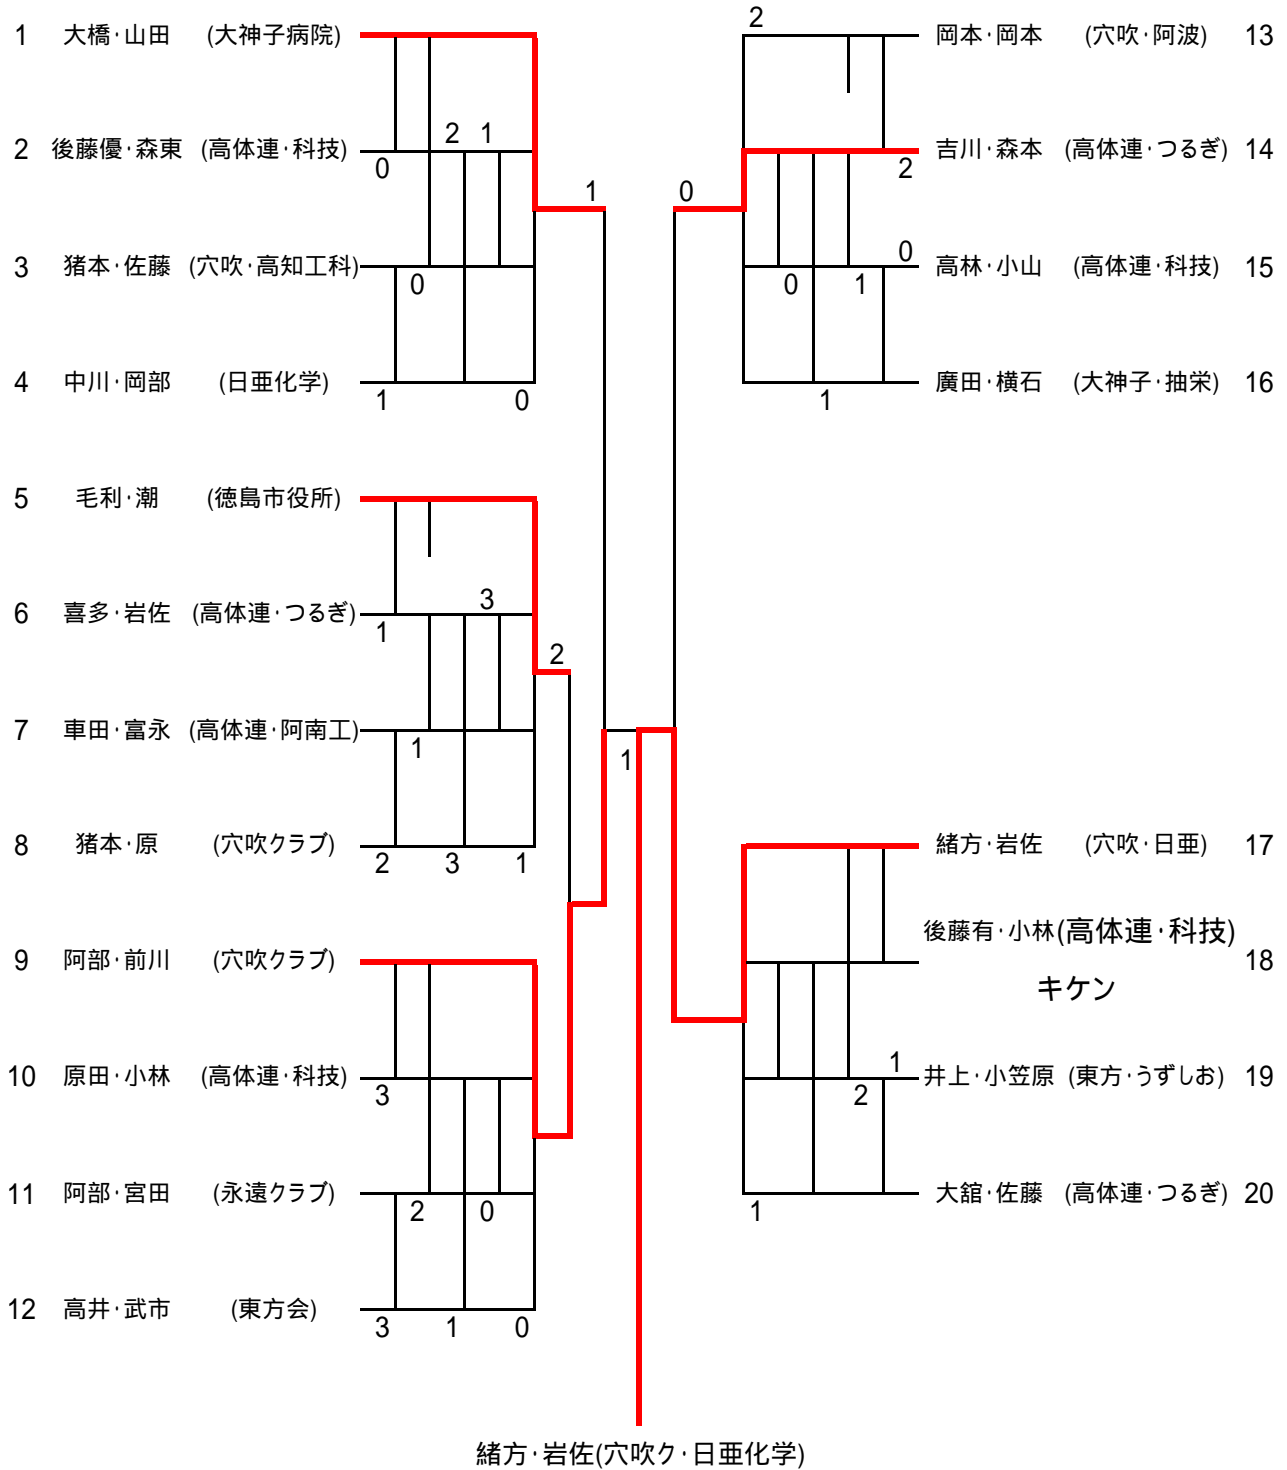 1 大橋・山田 (大神子病院)
2 1
2 後藤優・森東 (高体連・科技)
0
1
3 猪本・佐藤 (穴吹・高知工科)
0
4 中川・岡部 (日亜化学)
1 0
5 毛利・潮 (徳島市役所)
3
6 喜多・岩佐 (高体連・つるぎ)
1
2
7 車田・富永 (高体連・阿南工)
1
1
8 猪本・原 (穴吹クラブ)
2 3 1
9 阿部・前川 (穴吹クラブ)
10 原田・小林 (高体連・科技)
3
11 阿部・宮田 (永遠クラブ)
2 0
12 高井・武市 (東方会)
3 1 0
2
岡本・岡本 (穴吹・阿波) 13
吉川・森本 (高体連・つるぎ) 14
2
0
0
高林・小山 (高体連・科技) 15
0 1
廣田・横石 (大神子・抽栄) 16
1
緒方・岩佐 (穴吹・日亜) 17
後藤有・小林(高体連・科技)
18
キケン
1
井上・小笠原 (東方・うずしお) 19
2
大舘・佐藤 (高体連・つるぎ) 20
1
緒方・岩佐(穴吹ク・日亜化学)